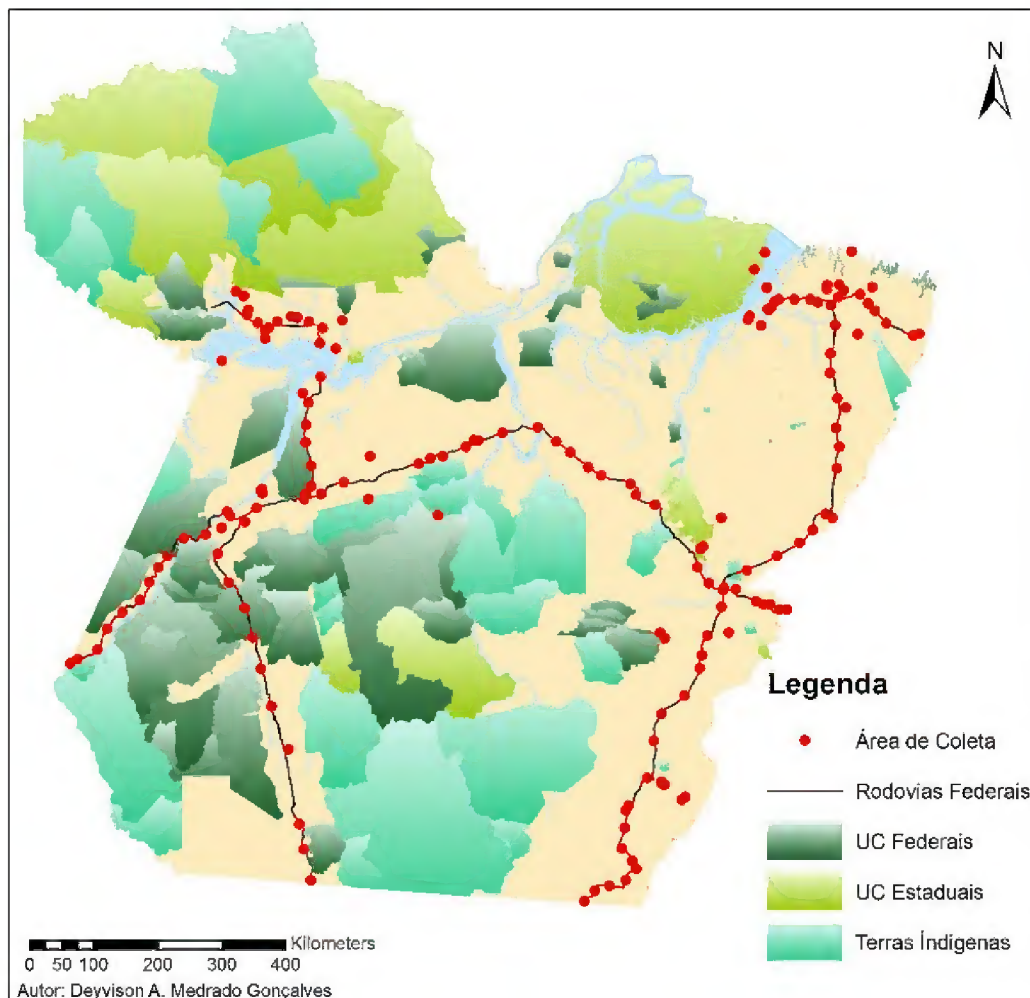 N
Legenda
Área de Coleta
Rodovias Federais
UC Federais
UC Estaduais
Terras Índigenas
Kilometers
0 50 100 200 300 400
Autor: Deyvison A. Medrado Gonçalves